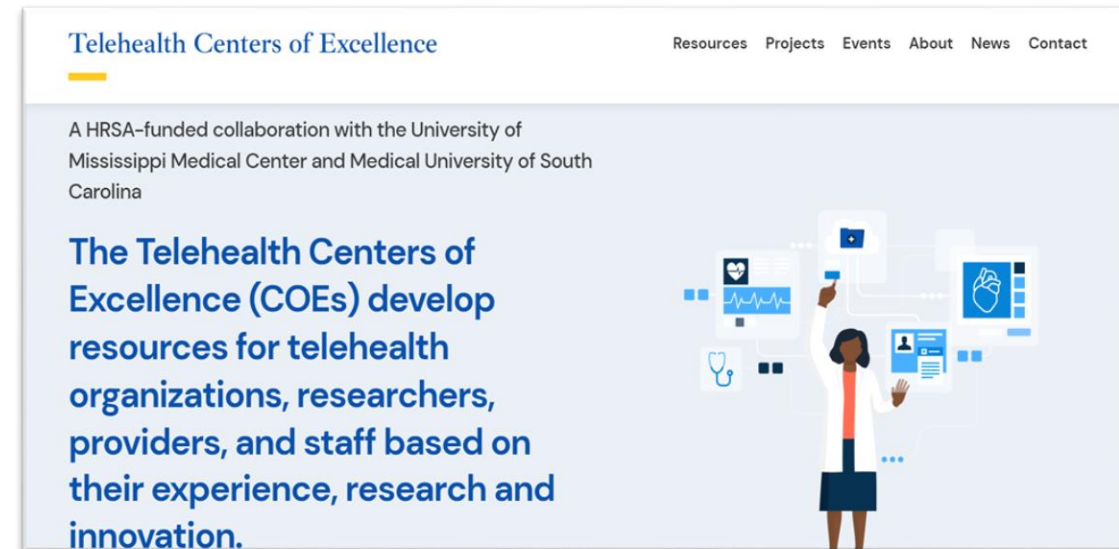 Telehealth Centers of Excellence
Resources Projects Events About News Contact
A HRSA-funded collaboration with the University of
Mississippi Medical Center and Medical University of South
Carolina
The Telehealth Centers of
Excellence (COEs) develop
resources for telehealth
organizations, researchers,
providers, and staff based on
their experience, research and
innovation.